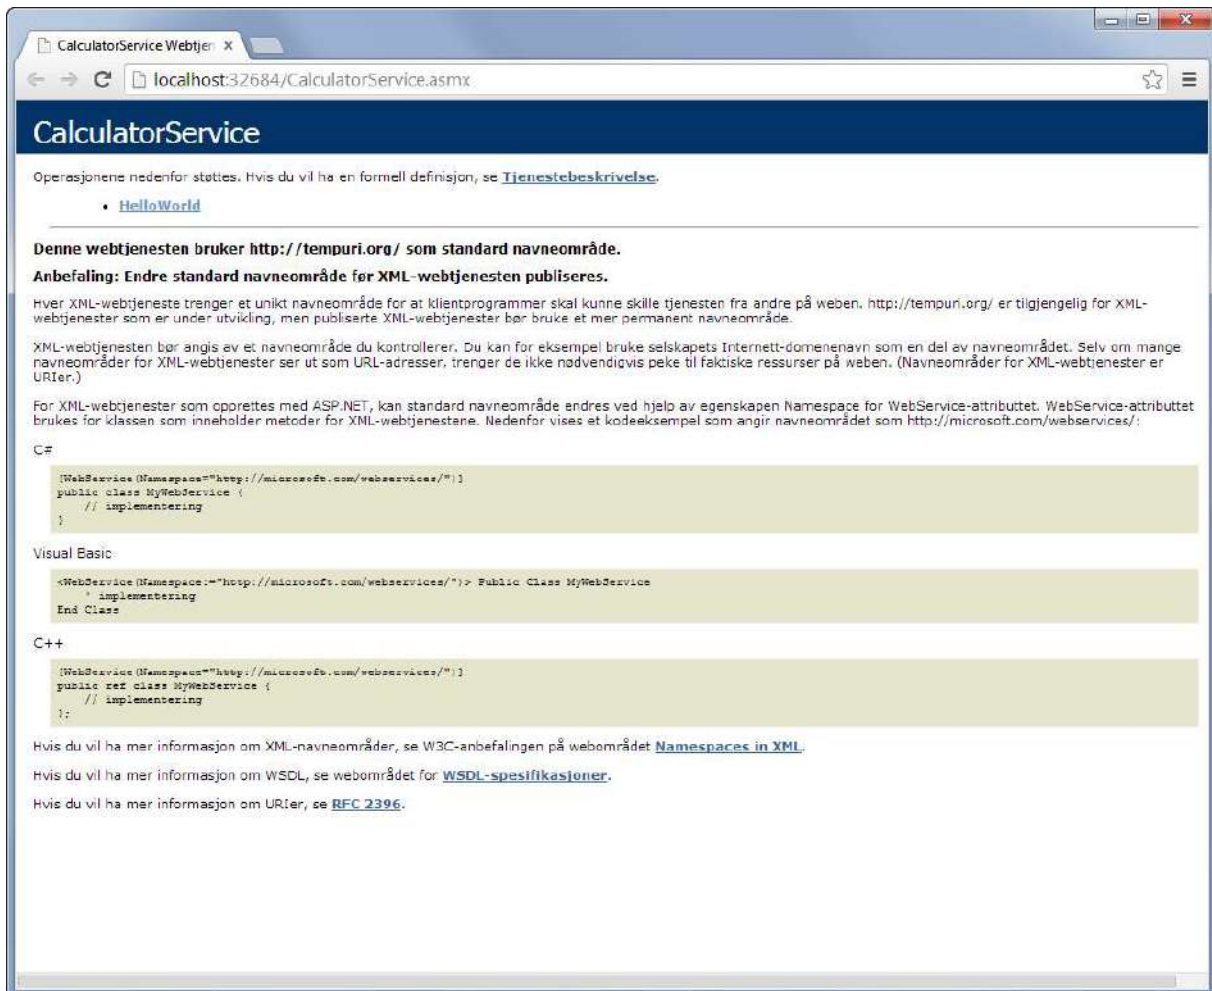 CalculatorService Webtjen x
localhost:32684/CalculatorService.asmx
CalculatorService
Operasjonene nedenfor støttes. Hvis du vil ha en formell definisjon, se Tjenestebeskrivelse.
• HelloWorld
Denne webtjenesten bruker http://tempuri.org/ som standard navneområde.
Anbefaling: Endre standard navneområde før XML-webtjenesten publiseres.
Hver XML-webtjeneste trenger et unikt navneområde for at klientprogrammer skal kunne skille tjenesten fra andre på weben. http://tempuri.org/ er tilgjengelig for XML-
webtjenester som er under utvikling, men publiserte XML-webtjenester bør bruke et mer permanent navneområde.
XML-webtjenesten bør angis av et navneområde du kontrollerer. Du kan for eksempel bruke selskapets Internett-domenenavn som en del av navneområdet. Selv om mange
navneområder for XML-webtjenester ser ut som URL-adresser, trenger de ikke nødvendigvis peke til faktiske ressurser på weben. (Navneområder for XML-webtjenester er
URIer.)
For XML-webtjenester som opprettes med ASP.NET, kan standard navneområde endres ved hjelp av egenskapen Namespace for WebService-attributtet. WebService-attributtet
brukes for klassen som inneholder metoder for XML-webtjenestene. Nedenfor vises et kodeeksempel som angir navneområdet som http://microsoft.com/webservices/:
C#
[WebService(Namespace="http://microsoft.com/webservices/")]
public class MyWebService {
// implementering
}
Visual Basic
<WebService(Namespace:="http://microsoft.com/webservices/")> Public Class MyWebService
' implementering
End Class
C++
[WebService(Namespace="http://microsoft.com/webservices/")]
public ref class MyWebService {
// implementering
};
Hvis du vil ha mer informasjon om XML-navneområder, se W3C-anbefalingen på webområdet Namespaces in XML.
Hvis du vil ha mer informasjon om WSDL, se webområdet for WSDL-spesifikasjoner.
Hvis du vil ha mer informasjon om URIer, se RFC 2396.